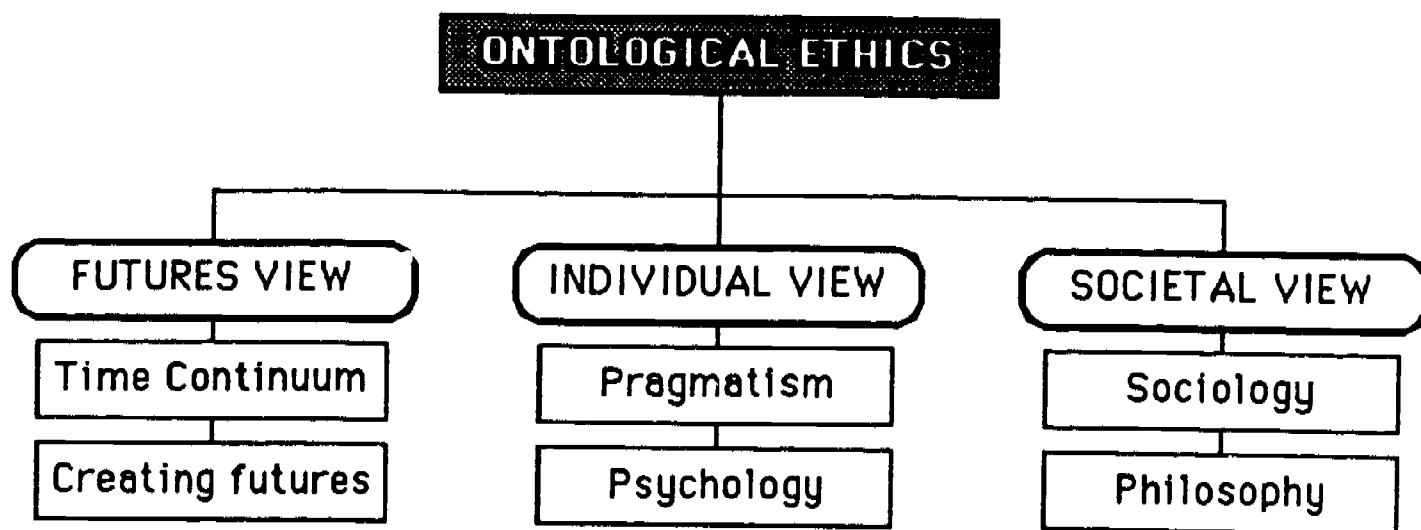 ONTOLOGICAL ETHICS
FUTURES VIEW
Time Continuum
Creating futures
INDIVIDUAL VIEW
Pragmatism
Psychology
SOCIETAL VIEW
Sociology
Philosophy